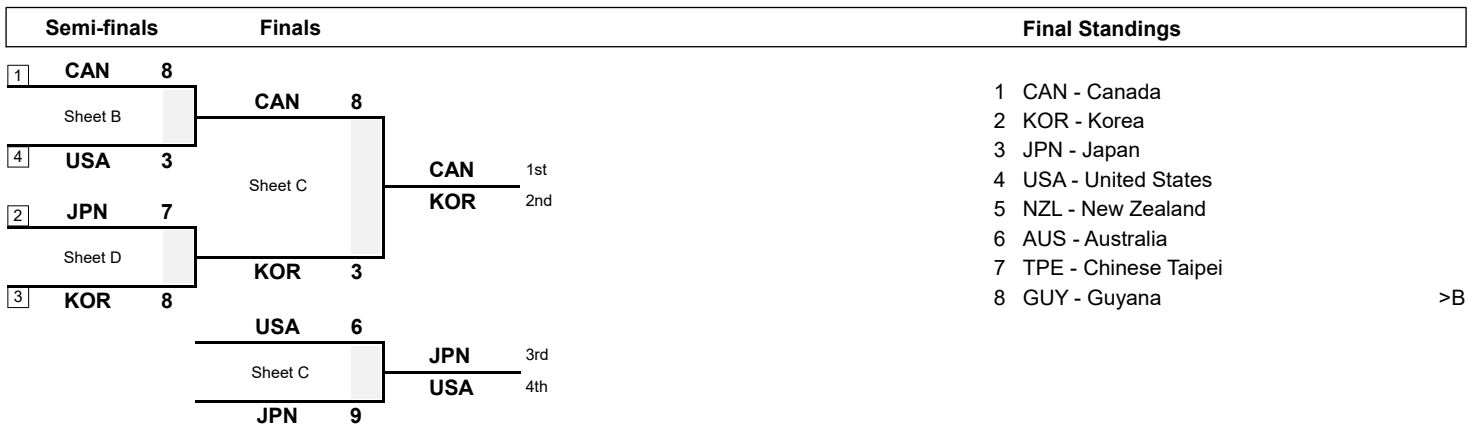 Semi-finals Finals Final Standings
1 CAN 8
Sheet B
4 USA 3
2 JPN 7
Sheet D
3 KOR 8
CAN 8
Sheet C
KOR 3
CAN 1st
KOR 2nd
USA 6
Sheet C
JPN 9
JPN 3rd
USA 4th
1 CAN - Canada
2 KOR - Korea
3 JPN - Japan
4 USA - United States
5 NZL - New Zealand
6 AUS - Australia
7 TPE - Chinese Taipei
8 GUY - Guyana >B